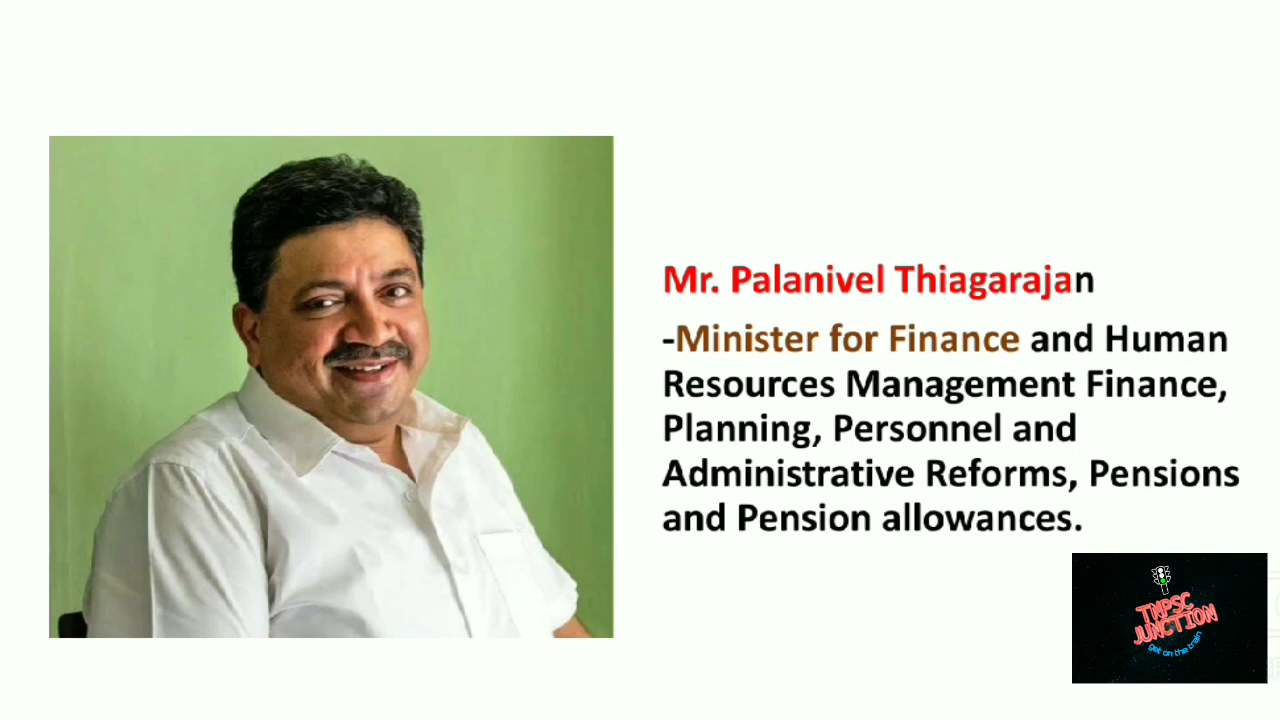 Mr. Palanivel Thiagarajan
-Minister for Finance and Human
Resources Management Finance,
Planning, Personnel and
Administrative Reforms, Pensions
and Pension allowances.
TNPSC
JUNCTION
get on the train